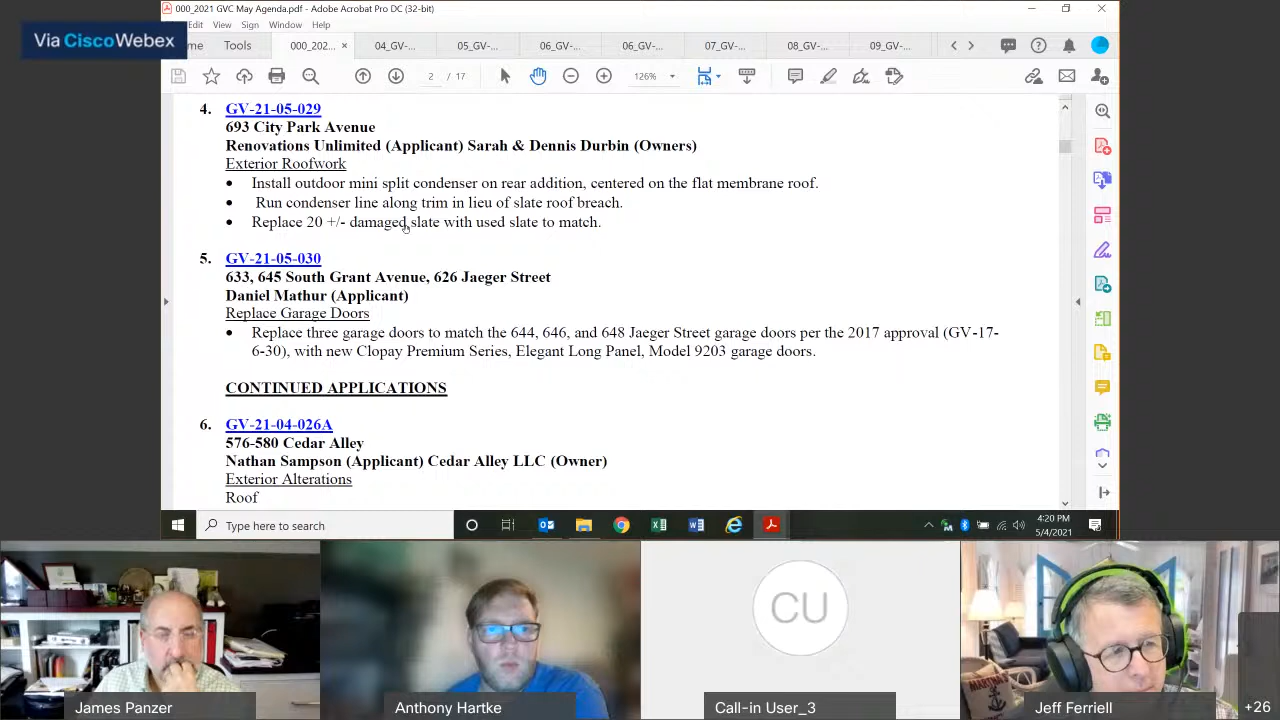 000_2021 GVC May Agenda.pdf - Adobe Acrobat Pro DC (32-bit)
Edit View Sign Window Help
Via CiscoWebex
me Tools 000_202... × 04_GV- 05_GV- 06_GV- 06_GV- 07_GV- 08_GV- 09_GV-
2 / 17 126%
4. GV-21-05-029
693 City Park Avenue
Renovations Unlimited (Applicant) Sarah & Dennis Durbin (Owners)
Exterior Roofwork
• Install outdoor mini split condenser on rear addition, centered on the flat membrane roof.
• Run condenser line along trim in lieu of slate roof breach.
• Replace 20 +/- damaged slate with used slate to match.
5. GV-21-05-030
633, 645 South Grant Avenue, 626 Jaeger Street
Daniel Mathur (Applicant)
Replace Garage Doors
• Replace three garage doors to match the 644, 646, and 648 Jaeger Street garage doors per the 2017 approval (GV-17-
6-30), with new Clopay Premium Series, Elegant Long Panel, Model 9203 garage doors.
CONTINUED APPLICATIONS
6. GV-21-04-026A
576-580 Cedar Alley
Nathan Sampson (Applicant) Cedar Alley LLC (Owner)
Exterior Alterations
Roof
Type here to search
4:20 PM
5/4/2021
CU
James Panzer
Anthony Hartke
Call-in User_3
Jeff Ferriell
+26